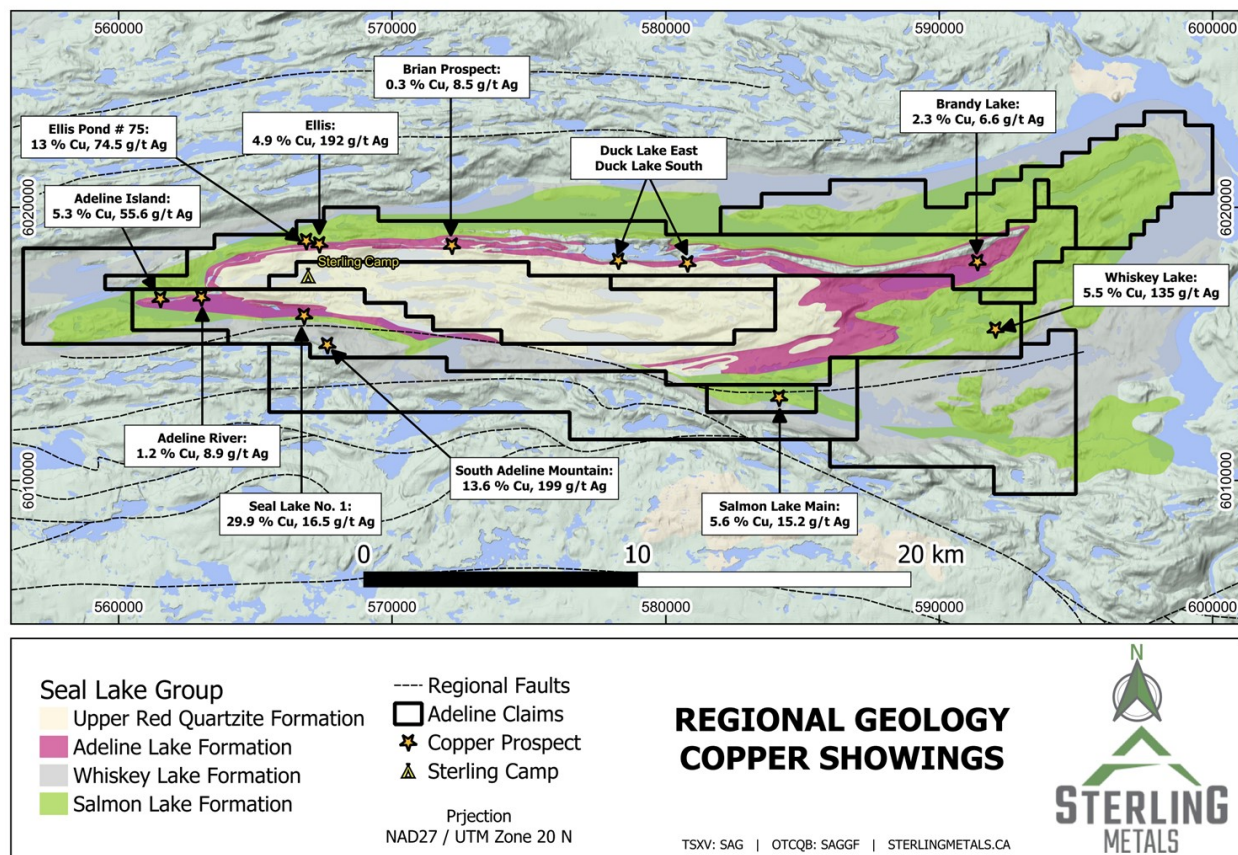 560000
570000
580000
590000
600000
Brian Prospect:
0.3 % Cu, 8.5 g/t Ag
Brandy Lake:
2.3 % Cu, 6.6 g/t Ag
Ellis Pond # 75:
13 % Cu, 74.5 g/t Ag
Ellis:
4.9 % Cu, 192 g/t Ag
Duck Lake East
Duck Lake South
Adeline Island:
5.3 % Cu, 55.6 g/t Ag
6020000
6020000
Sterling Camp
Whiskey Lake:
5.5 % Cu, 135 g/t Ag
Adeline River:
1.2 % Cu, 8.9 g/t Ag
South Adeline Mountain:
13.6 % Cu, 199 g/t Ag
Seal Lake No. 1:
29.9 % Cu, 16.5 g/t Ag
Salmon Lake Main:
5.6 % Cu, 15.2 g/t Ag
6010000
6010000
0 10 20 km
560000
570000
580000
590000
600000
Seal Lake Group
Upper Red Quartzite Formation
Adeline Lake Formation
Whiskey Lake Formation
Salmon Lake Formation
Regional Faults
Adeline Claims
Copper Prospect
Sterling Camp
Prjection
NAD27 / UTM Zone 20 N
REGIONAL GEOLOGY
COPPER SHOWINGS
TSXV: SAG | OTCQB: SAGGF | STERLINGMETALS.CA
N
STERLING
METALS